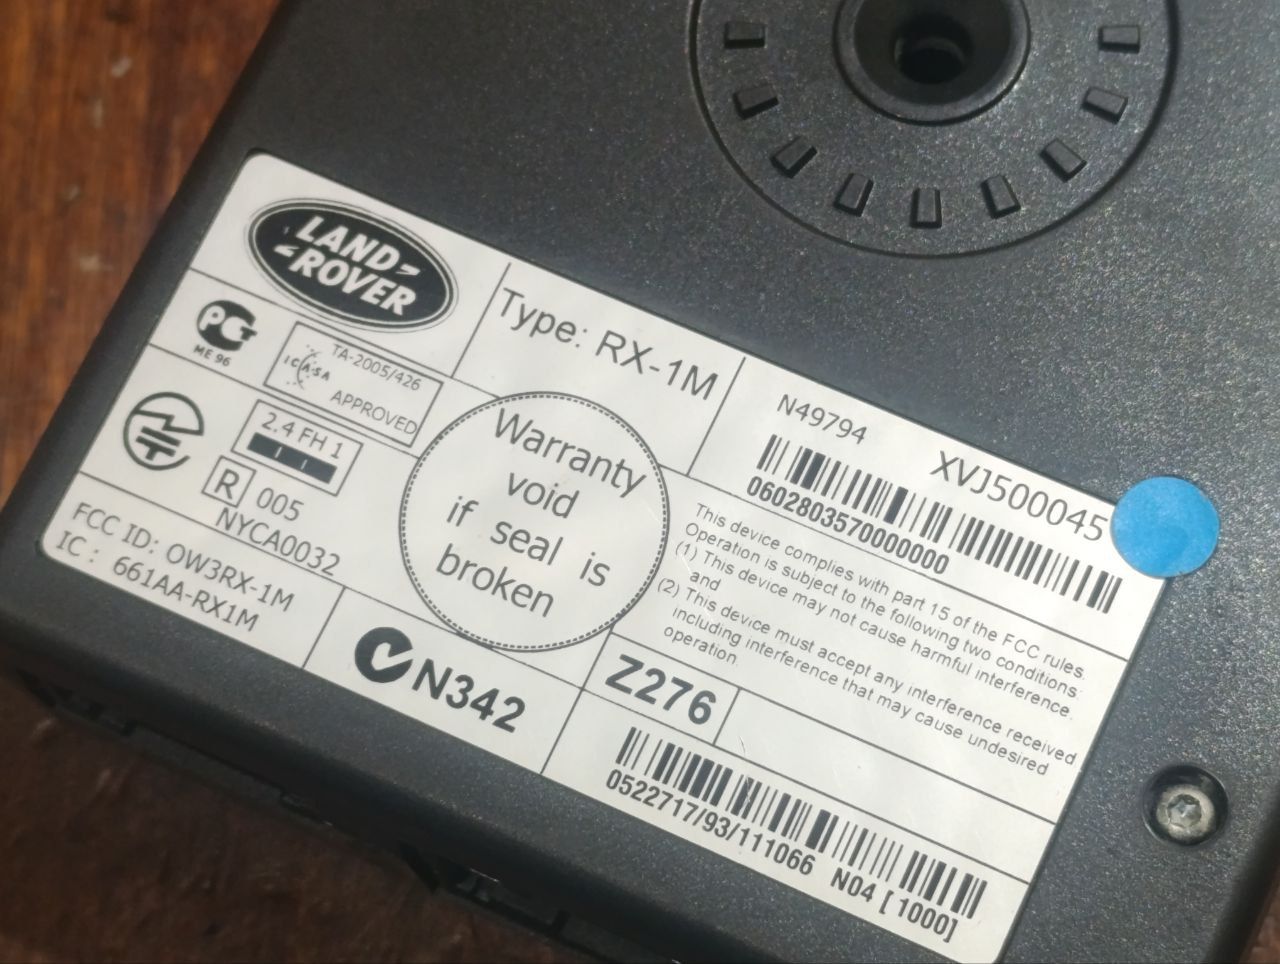 LAND
ROVER
Type: RX-1M
N49794
XVJ500045
0602803570000000
PCT
ME 96
ICASA
TA-2005/426
APPROVED
2.4 FH 1
R 005
NYCA0032
Warranty
void
if seal is
broken
This device complies with part 15 of the FCC rules.
Operation is subject to the following two conditions:
(1) This device may not cause harmful interference.
and
(2) This device must accept any interference received
including interference that may cause undesired
operation.
FCC ID: OW3RX-1M
IC : 661AA-RX1M
N342
Z276
0522717/93/111066 N04 [1000]